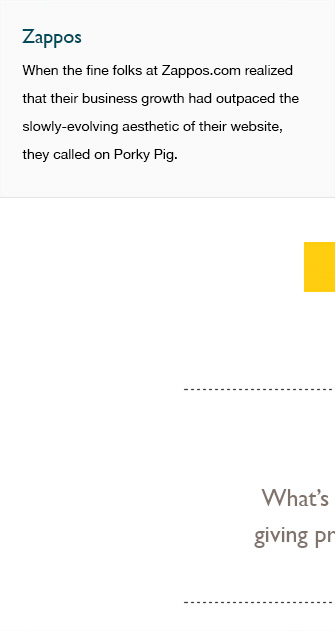 Zappos
When the fine folks at Zappos.com realized
that their business growth had outpaced the
slowly-evolving aesthetic of their website,
they called on Porky Pig.
What's
giving pr